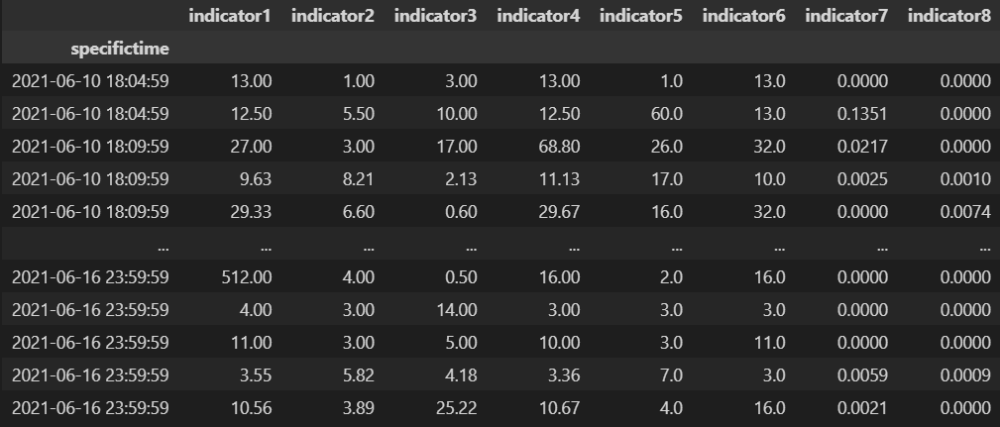 indicator1 indicator2 indicator3 indicator4 indicator5 indicator6 indicator7 indicator8
specifictime
2021-06-10 18:04:59 13.00 1.00 3.00 13.00 1.0 13.0 0.0000 0.0000
2021-06-10 18:04:59 12.50 5.50 10.00 12.50 60.0 13.0 0.1351 0.0000
2021-06-10 18:09:59 27.00 3.00 17.00 68.80 26.0 32.0 0.0217 0.0000
2021-06-10 18:09:59 9.63 8.21 2.13 11.13 17.0 10.0 0.0025 0.0010
2021-06-10 18:09:59 29.33 6.60 0.60 29.67 16.0 32.0 0.0000 0.0074
... ... ... ... ... ... ... ... ...
2021-06-16 23:59:59 512.00 4.00 0.50 16.00 2.0 16.0 0.0000 0.0000
2021-06-16 23:59:59 4.00 3.00 14.00 3.00 3.0 3.0 0.0000 0.0000
2021-06-16 23:59:59 11.00 3.00 5.00 10.00 3.0 11.0 0.0000 0.0000
2021-06-16 23:59:59 3.55 5.82 4.18 3.36 7.0 3.0 0.0059 0.0009
2021-06-16 23:59:59 10.56 3.89 25.22 10.67 4.0 16.0 0.0021 0.0000